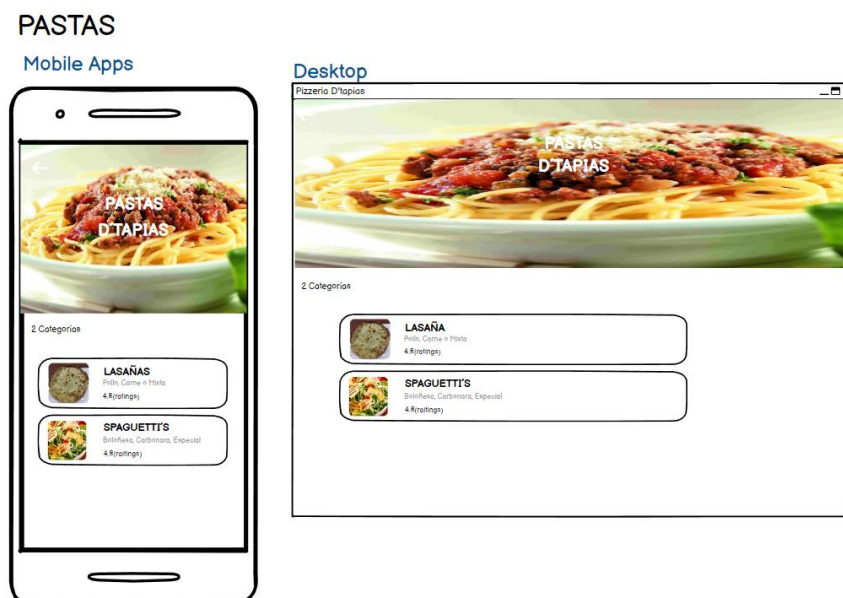 PASTAS
Mobile Apps
PASTAS
D'TAPIAS
2 Categorias
LASAÑAS
Pollo, Carne o Mixta
4,8(ratings)
SPAGUETTI'S
Boloñesa, Carbonara, Especial
4,8(raitings)
Desktop
Pizzeria D'tapias
PASTAS
D'TAPIAS
2 Categorias
LASAÑA
Pollo, Carne o Mixta
4,8(ratings)
SPAGUETTI'S
Boloñesa, Carbonara, Especial
4,8(raitings)